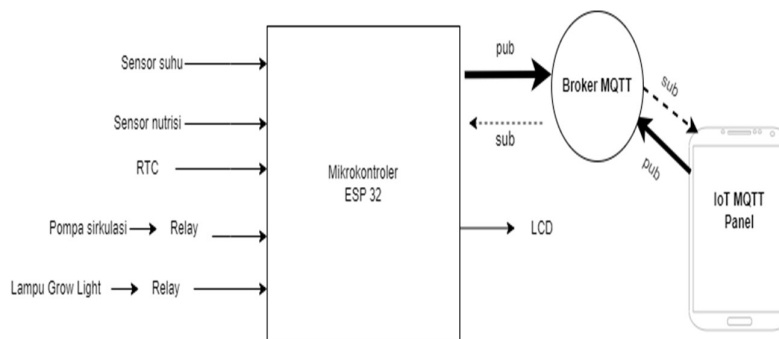 Sensor suhu
Sensor nutrisi
RTC
Pompa sirkulasi
Relay
Lampu Grow Light
Relay
Mikrokontroler
ESP 32
pub
sub
LCD
Broker MQTT
sub
pub
IoT MQTT
Panel